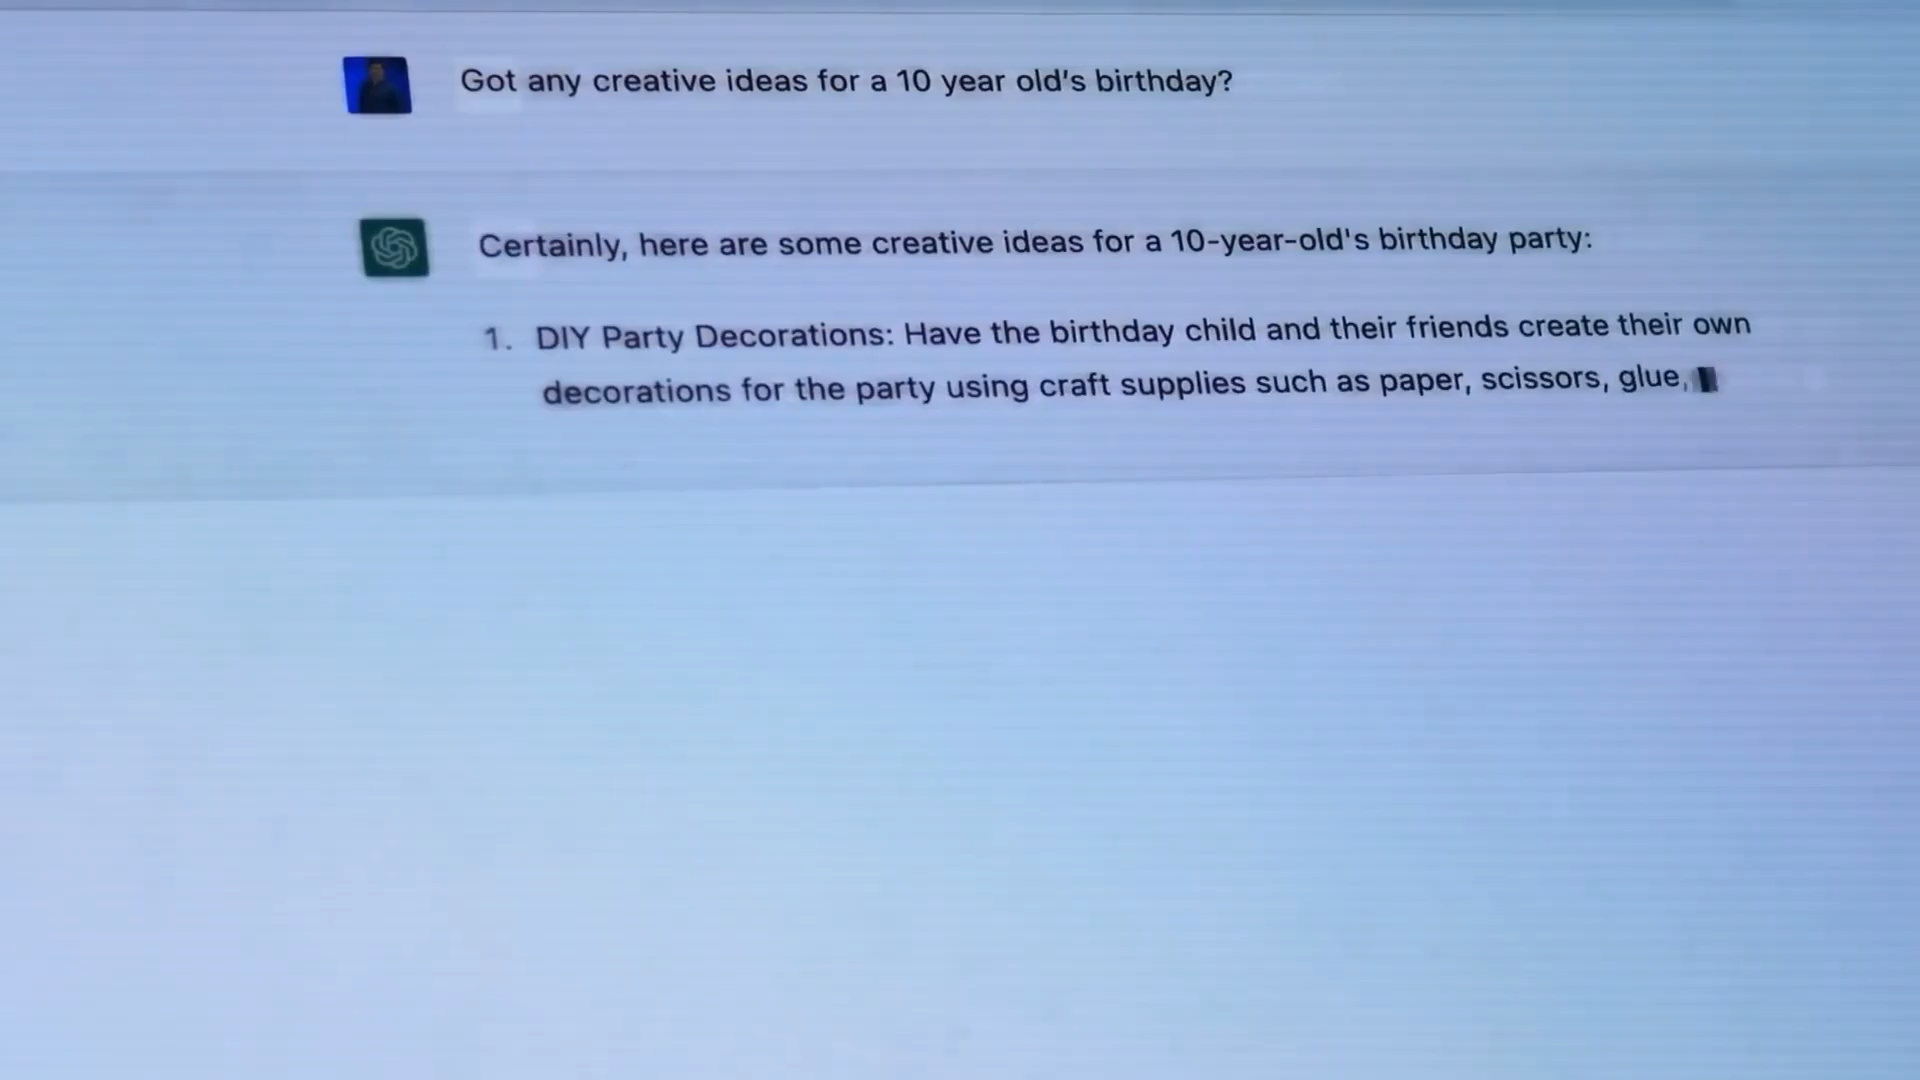 Got any creative ideas for a 10 year old's birthday?
Certainly, here are some creative ideas for a 10-year-old's birthday party:
1. DIY Party Decorations: Have the birthday child and their friends create their own
decorations for the party using craft supplies such as paper, scissors, glue,